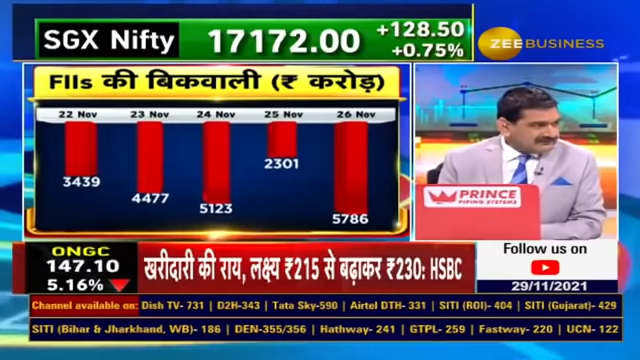 SGX Nifty 17172.00 +128.50 +0.75%
ZEE BUSINESS
FIIs की बिकवाली (₹ करोड़)
22 Nov 23 Nov 24 Nov 25 Nov 26 Nov
3439 4477 5123 2301 5786
PRINCE
PIPING SYSTEMS
ONGC
147.10
5.16%
खरीदारी की राय, लक्ष्य ₹215 से बढ़ाकर ₹230: HSBC
Follow us on
29/11/2021
Channel available on: Dish TV- 731 | D2H-343 | Tata Sky-590 | Airtel DTH- 331 | SITI (ROI)- 404 | SITI (Gujarat)- 429
SITI (Bihar & Jharkhand, WB)- 186 | DEN-355/356 | Hathway- 241 | GTPL- 259 | Fastway- 220 | UCN- 122